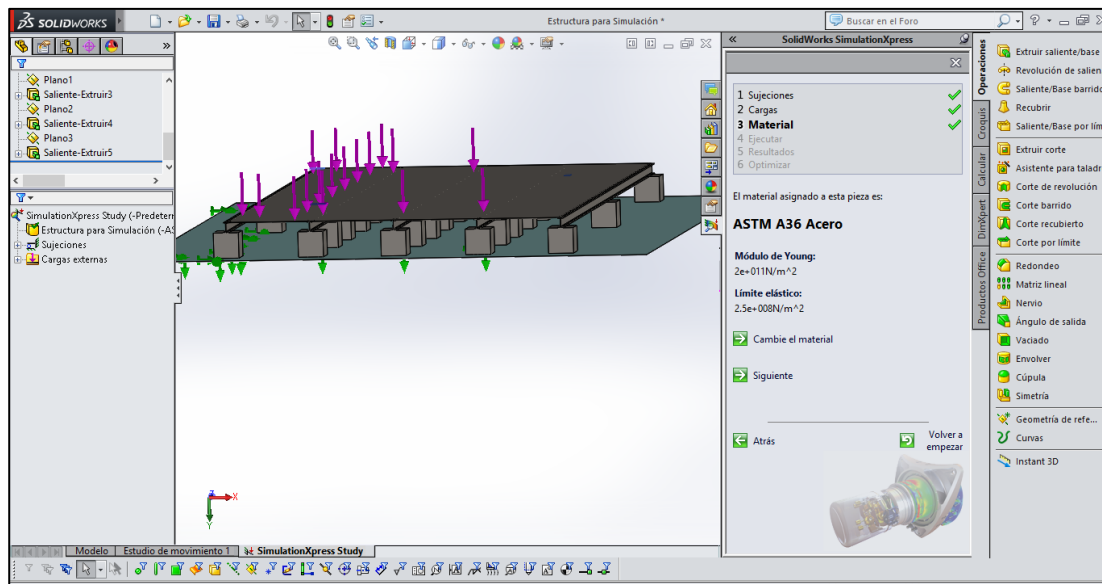 SOLIDWORKS
Estructura para Simulación *
Buscar en el Foro
Plano1
Saliente-Extruir3
Plano2
Saliente-Extruir4
Plano3
Saliente-Extruir5
SimulationXpress Study (-Predeterr
Estructura para Simulación (-AS
Sujeciones
Cargas externas
X
Y
Z
SolidWorks SimulationXpress
1 Sujeciones
2 Cargas
3 Material
4 Ejecutar
5 Resultados
6 Optimizar
El material asignado a esta pieza es:
ASTM A36 Acero
Módulo de Young:
2e+011N/m^2
Límite elástico:
2.5e+008N/m^2
Cambie el material
Siguiente
Atrás
Volver a
empezar
Operaciones
Croquis
Calcular
DimXpert
Productos Office
Extruir saliente/base
Revolución de salien
Saliente/Base barrido
Recubrir
Saliente/Base por lím
Extruir corte
Asistente para taladr
Corte de revolución
Corte barrido
Corte recubierto
Corte por límite
Redondeo
Matriz lineal
Nervio
Ángulo de salida
Vaciado
Envolver
Cúpula
Simetría
Geometría de refe...
Curvas
Instant 3D
Modelo
Estudio de movimiento 1
SimulationXpress Study